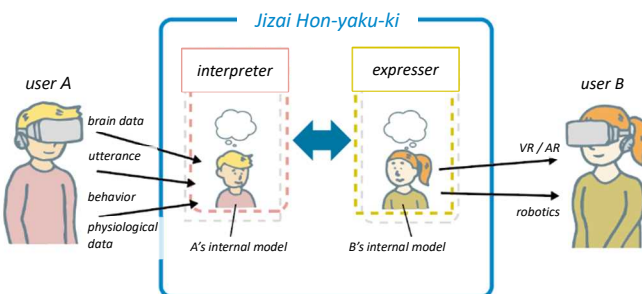 Jizai Hon-yaku-ki
user A
interpreter
expresser
user B
brain data
utterance
behavior
physiological
data
A's internal model
B's internal model
VR / AR
robotics